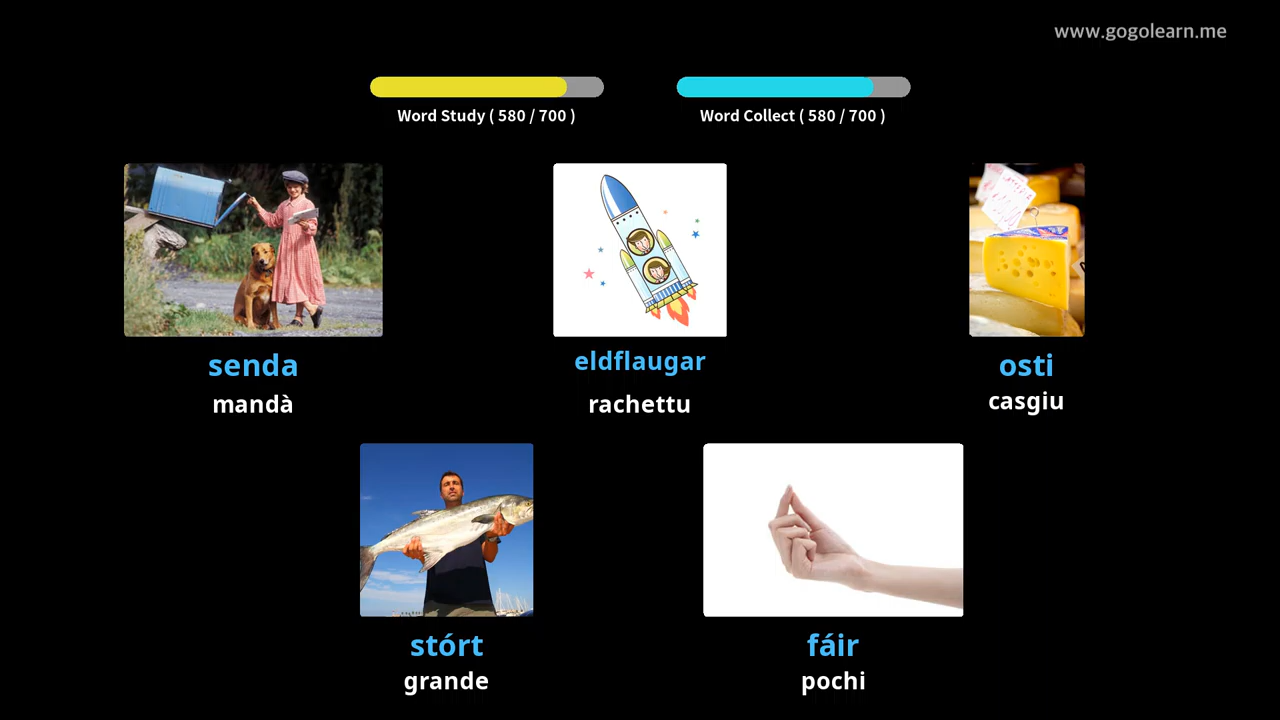 www.gogolearn.me
Word Study ( 580 / 700 )
Word Collect ( 580 / 700 )
senda
mandà
eldflaugar
rachettu
osti
casgiu
stórt
grande
fáir
pochi